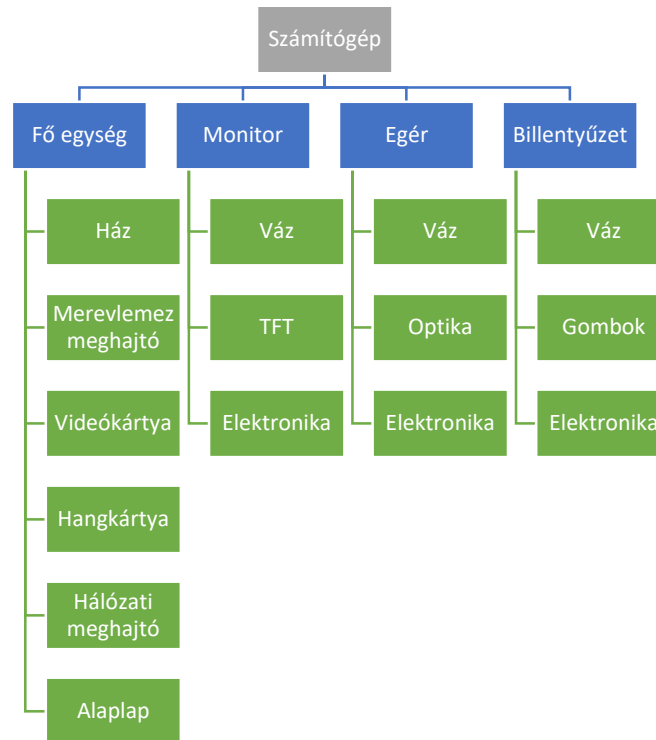 Számítógép
Fő egység
Monitor
Egér
Billentyűzet
Ház
Váz
Váz
Váz
Merevlemez
meghajtó
TFT
Optika
Gombok
Videókártya
Elektronika
Elektronika
Elektronika
Hangkártya
Hálózati
meghajtó
Alaplap